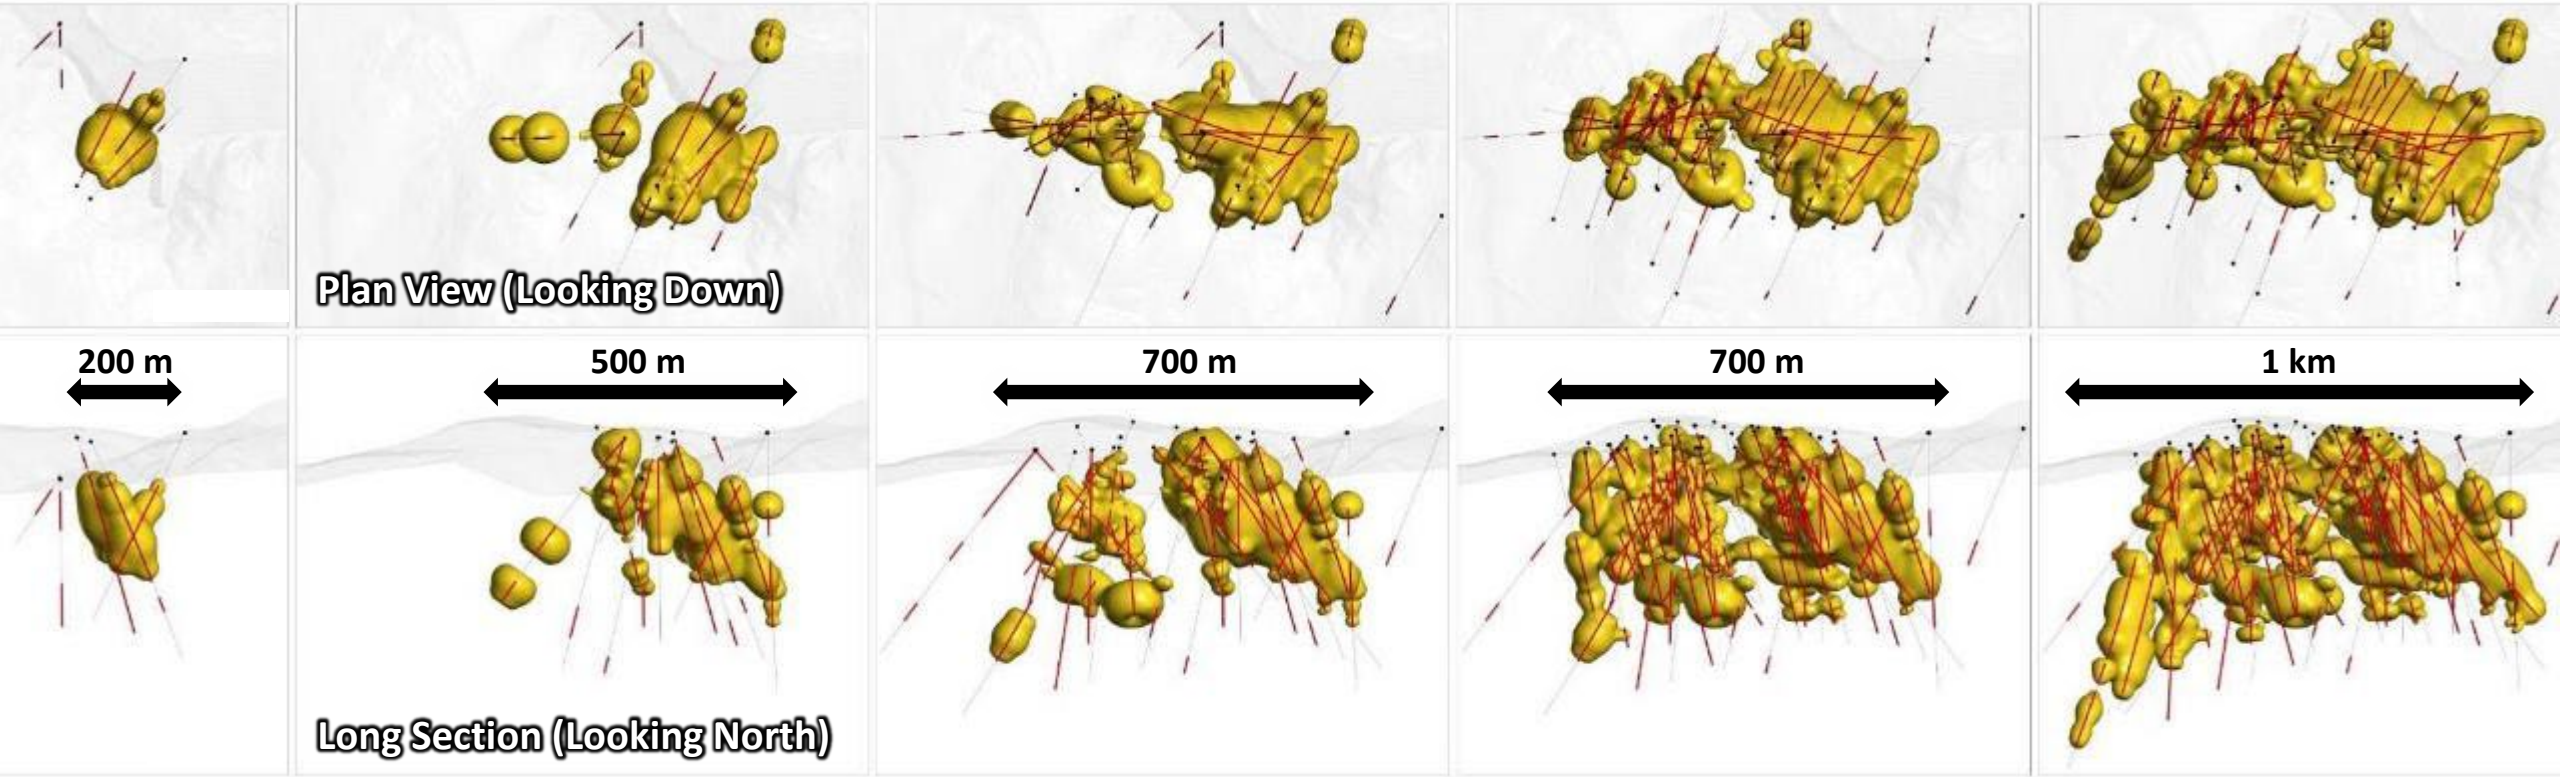 Plan View (Looking Down)
200 m
500 m
700 m
700 m
1 km
Long Section (Looking North)